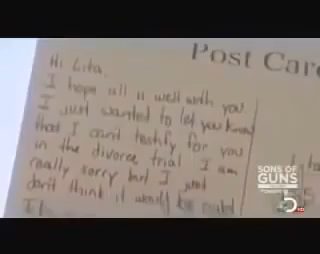 Post Car
Hi Lita,
I hope all is well with you
I just wanted to let you know
that I can't testify for you
in the divorce trial I am
really sorry but I just
don't think it would be
SONS OF
GUNS